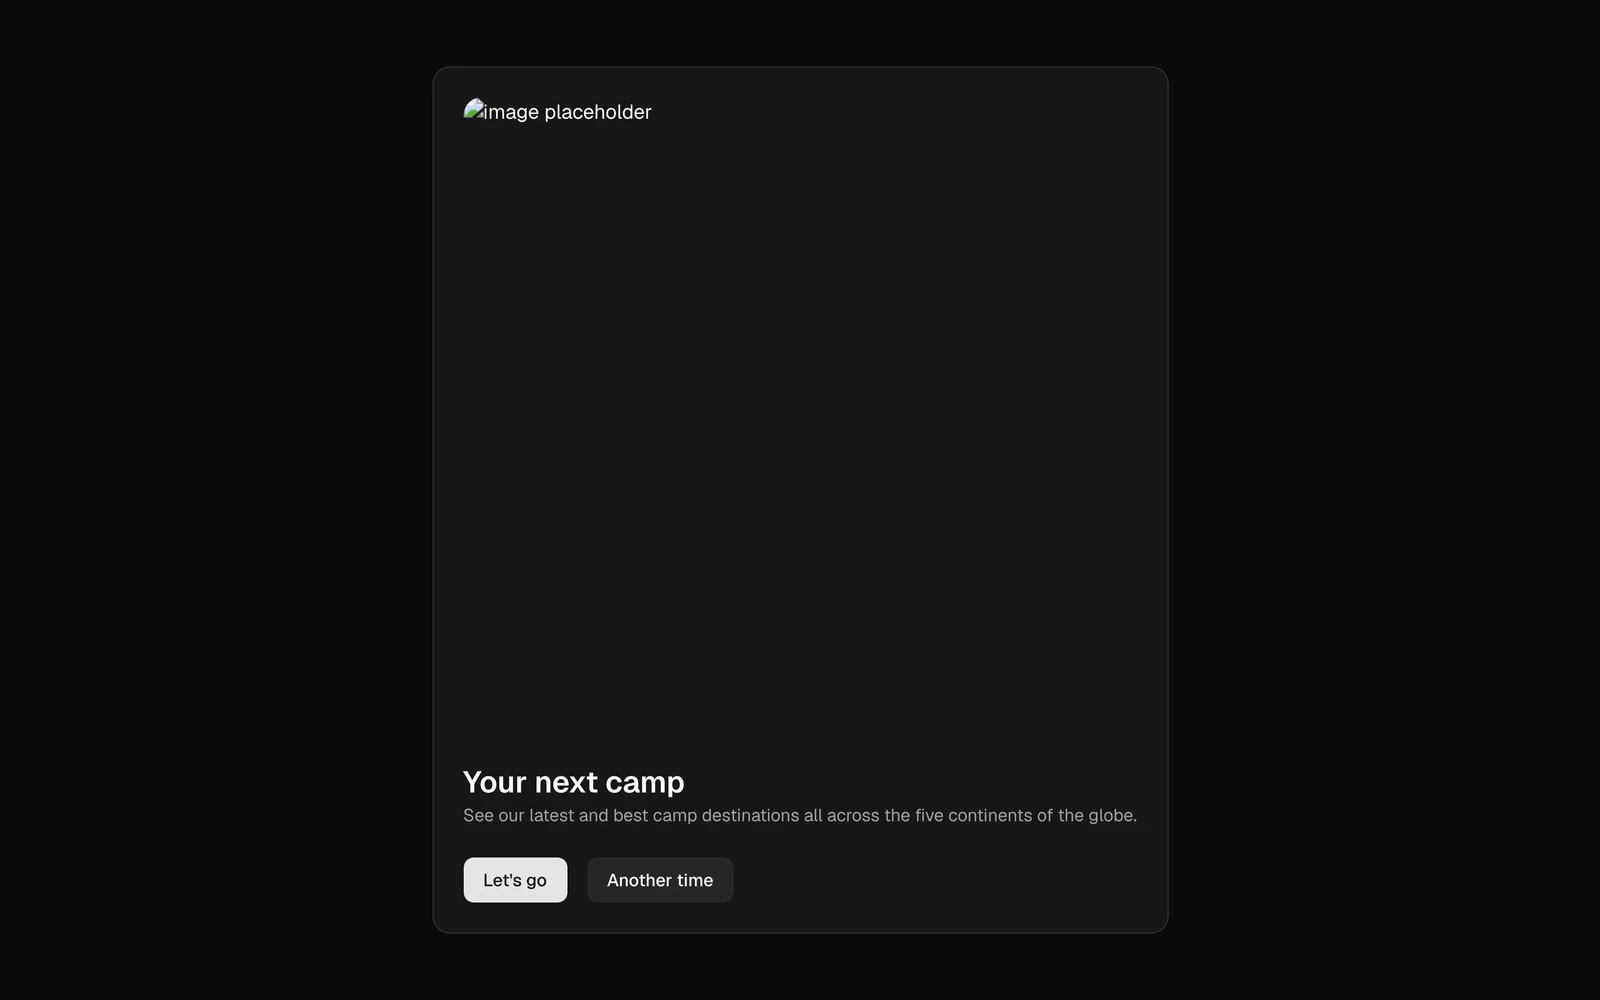 image placeholder
Your next camp
See our latest and best camp destinations all across the five continents of the globe.
Let's go
Another time